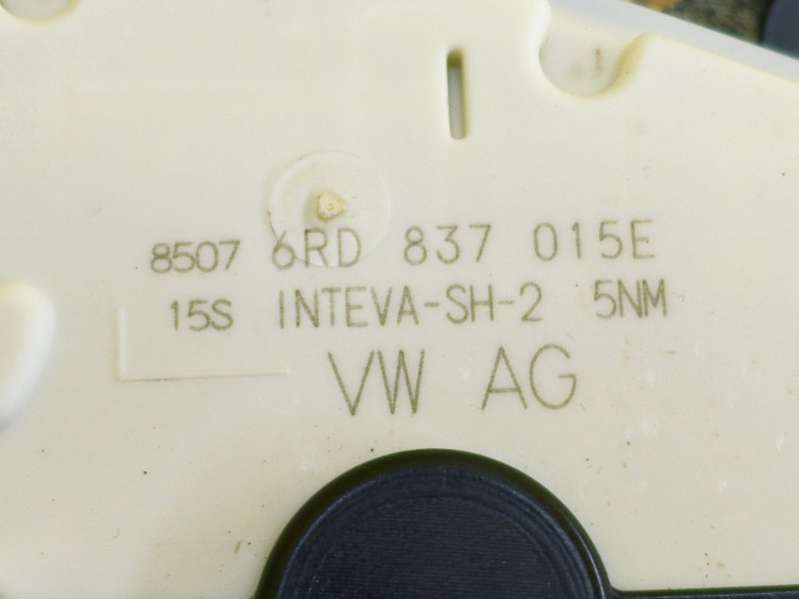 8507 6RD 837 015E
15S INTEVA-SH-2 5NM
VW AG